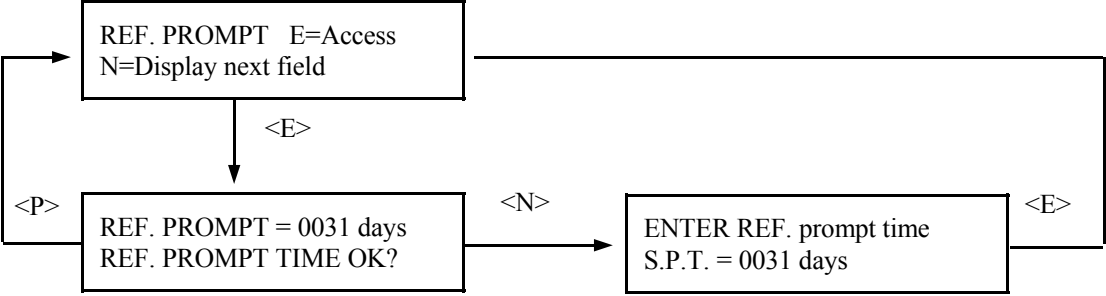 REF. PROMPT E=Access
N=Display next field
<E>
<P>
REF. PROMPT = 0031 days
REF. PROMPT TIME OK?
<N>
ENTER REF. prompt time
S.P.T. = 0031 days
<E>